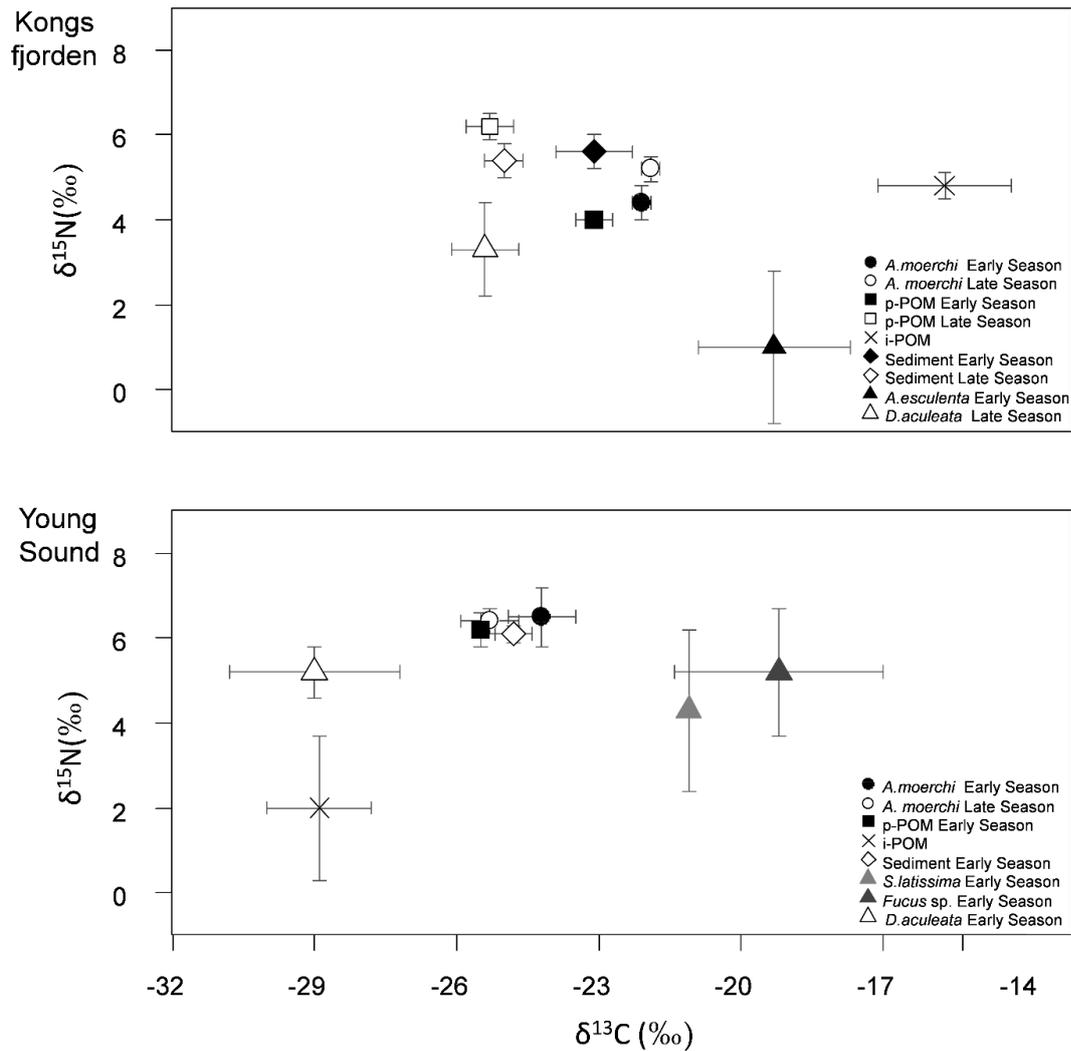 Kongs
fjorden
8
6
4
2
0
δ15N(‰)
A.moerchi Early Season
A. moerchi Late Season
p-POM Early Season
p-POM Late Season
i-POM
Sediment Early Season
Sediment Late Season
A.esculenta Early Season
D.aculeata Late Season
Young
Sound
8
6
4
2
0
δ15N(‰)
A.moerchi Early Season
A. moerchi Late Season
p-POM Early Season
i-POM
Sediment Early Season
S.latissima Early Season
Fucus sp. Early Season
D.aculeata Early Season
-32 -29 -26 -23 -20 -17 -14
δ13C (‰)